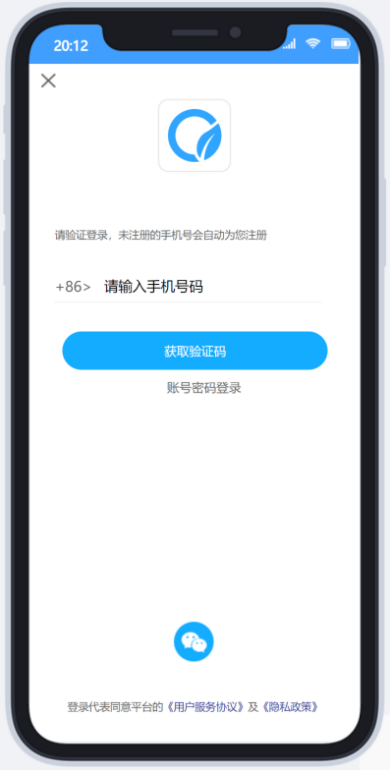 20:12
请验证登录，未注册的手机号会自动为您注册
+86> 请输入手机号码
获取验证码
账号密码登录
登录代表同意平台的《用户服务协议》及《隐私政策》